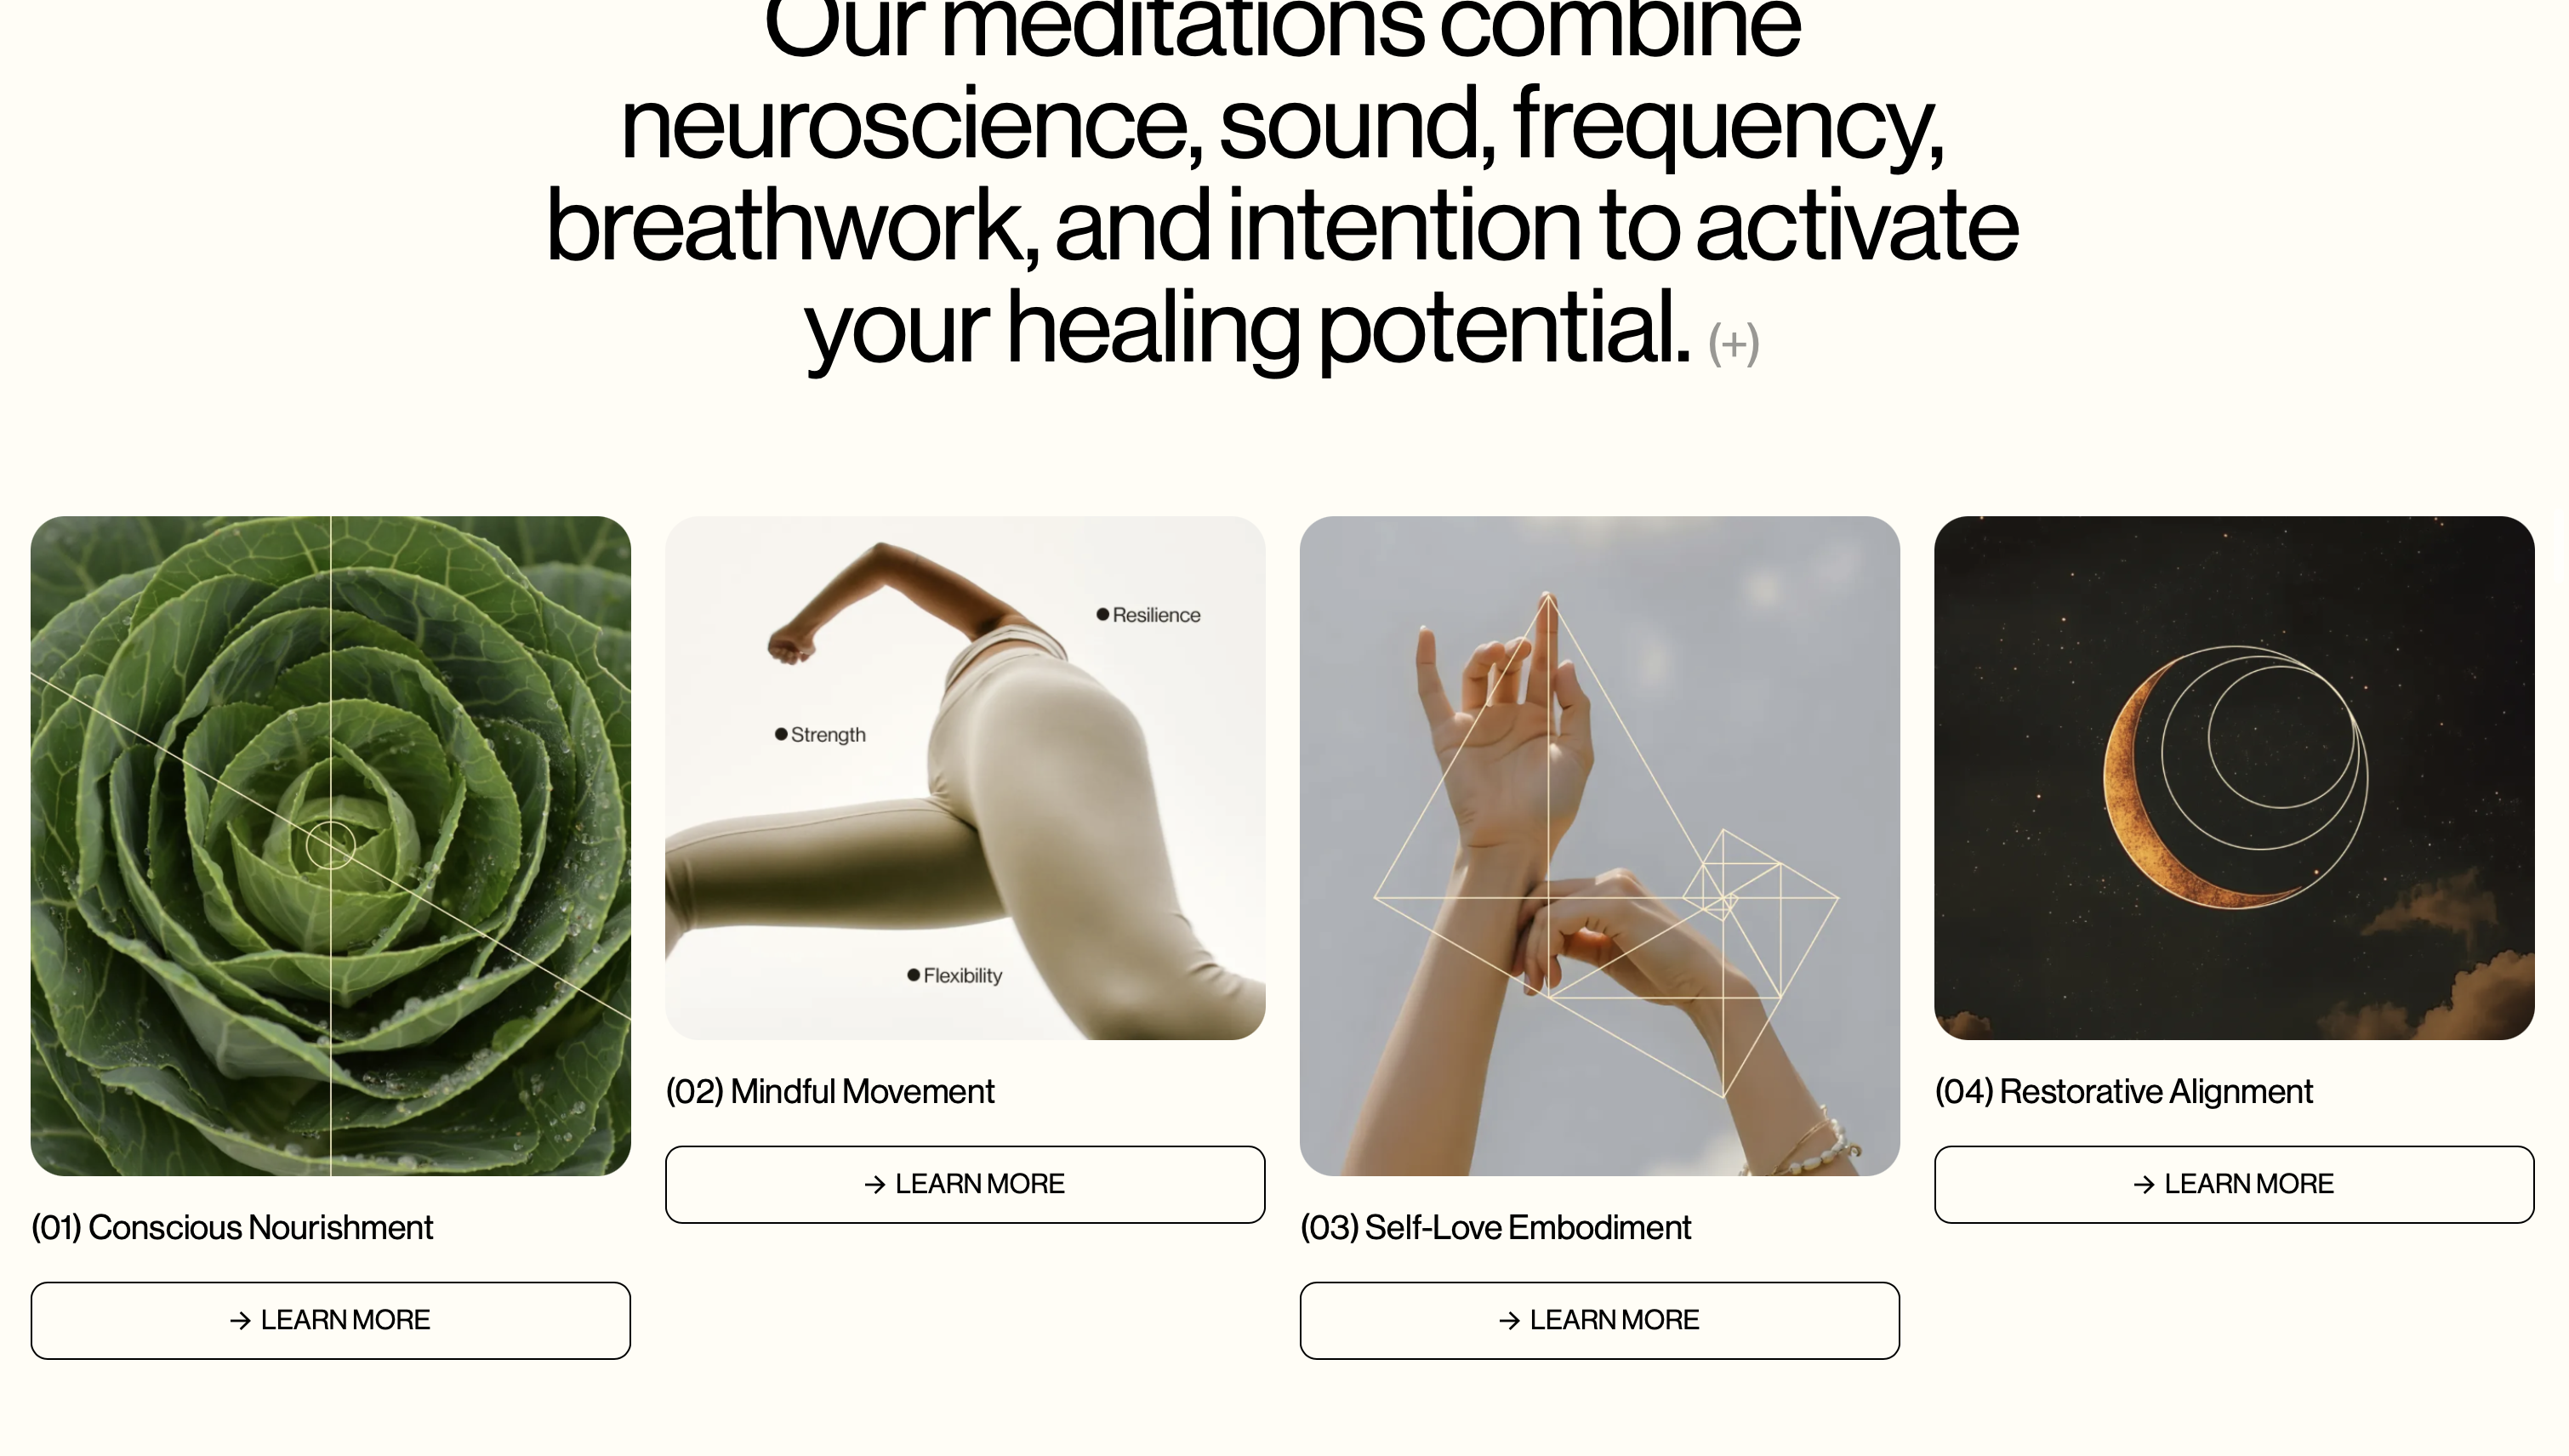 Our meditations combine
neuroscience, sound, frequency,
breathwork, and intention to activate
your healing potential. (+)
Resilience
Strength
Flexibility
(01) Conscious Nourishment
→ LEARN MORE
(02) Mindful Movement
→ LEARN MORE
(03) Self-Love Embodiment
→ LEARN MORE
(04) Restorative Alignment
→ LEARN MORE